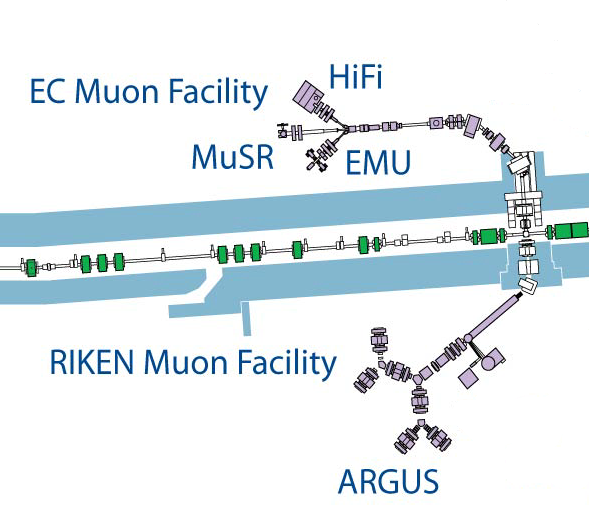 HiFi
EC Muon Facility
MuSR
EMU
RIKEN Muon Facility
ARGUS